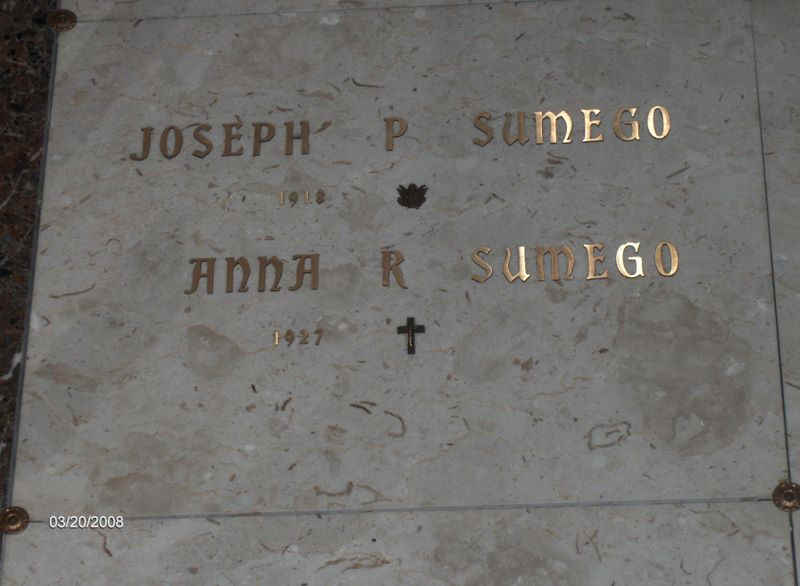 JOSEPH P SUMEGO
1918
ANNA R SUMEGO
1927
03/20/2008